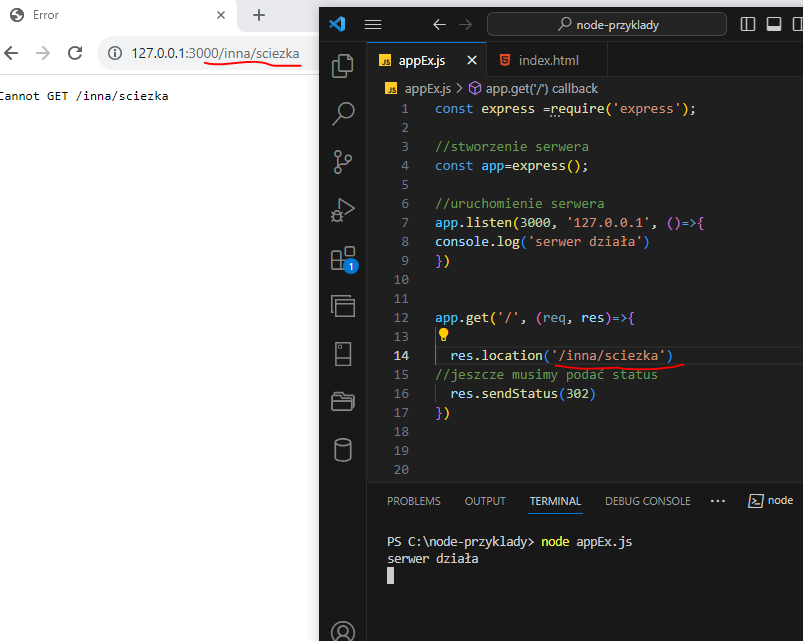 Error
127.0.0.1:3000/inna/sciezka
Cannot GET /inna/sciezka
node-przyklady
JS appEx.js
index.html
JS appEx.js > app.get('/') callback
1 const express =require('express');
2
3 //stworzenie serwera
4 const app=express();
5
6 //uruchomienie serwera
7 app.listen(3000, '127.0.0.1', ()=>{
8 console.log('serwer działa')
9 })
10
11
12 app.get('/', (req, res)=>{
13
14 res.location('/inna/sciezka')
15 //jeszcze musimy podać status
16 res.sendStatus(302)
17 })
18
19
20
1
PROBLEMS OUTPUT TERMINAL DEBUG CONSOLE ··· node
PS C:\node-przyklady> node appEx.js
serwer działa